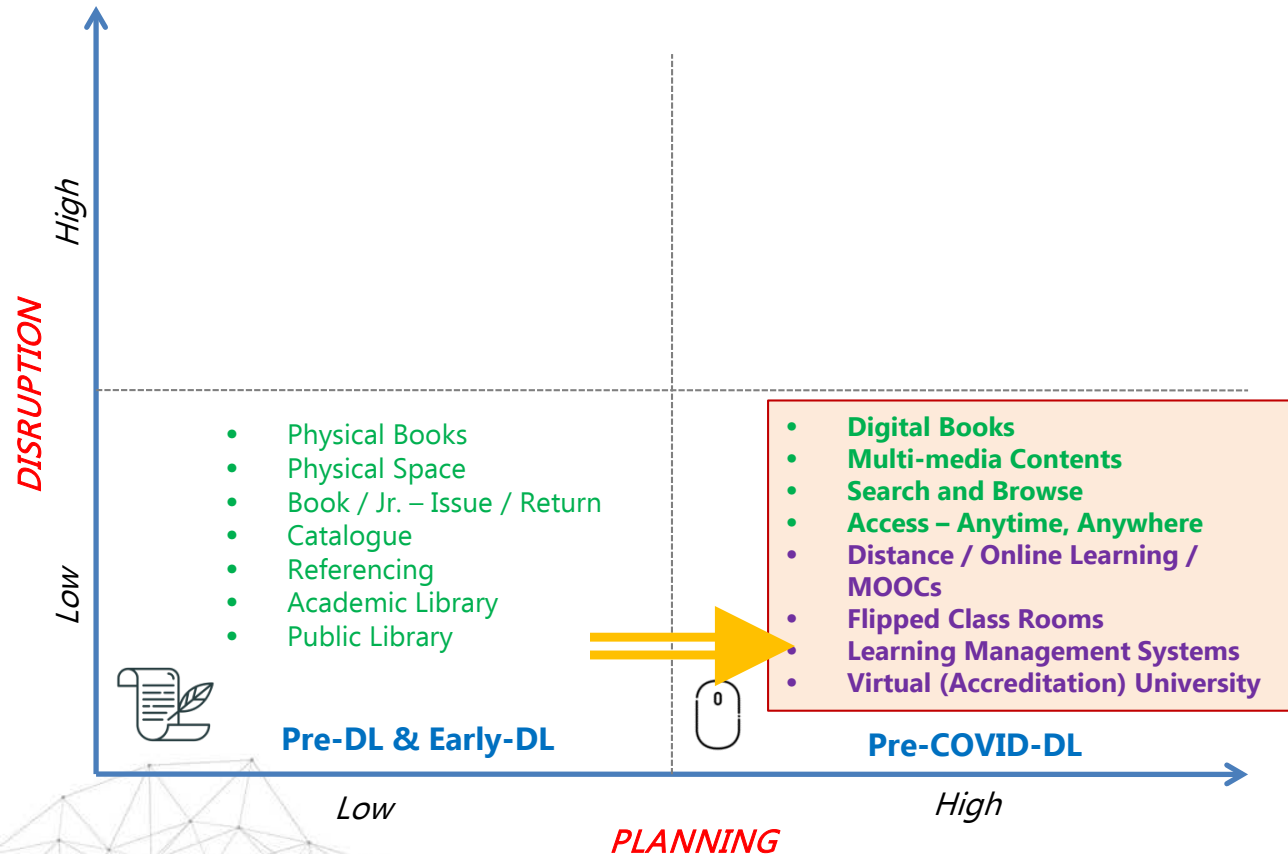 High
DISRUPTION
Low
• Physical Books
• Physical Space
• Book / Jr. – Issue / Return
• Catalogue
• Referencing
• Academic Library
• Public Library
Pre-DL & Early-DL
• Digital Books
• Multi-media Contents
• Search and Browse
• Access – Anytime, Anywhere
• Distance / Online Learning /
MOOCs
• Flipped Class Rooms
• Learning Management Systems
• Virtual (Accreditation) University
0
Pre-COVID-DL
Low
High
PLANNING